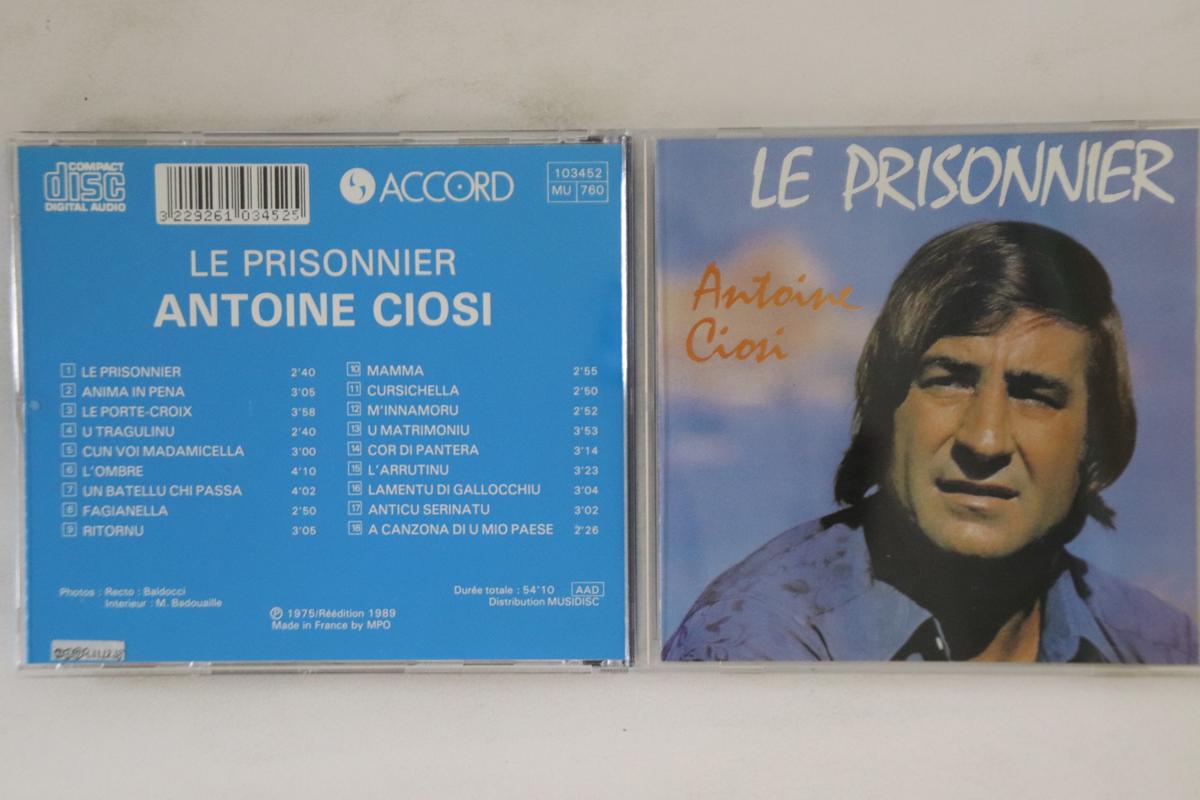 COMPACT
disc
DIGITAL AUDIO
3 229261 034525
ACCORD
103452
MU 760
LE PRISONNIER
ANTOINE CIOSI
1 LE PRISONNIER 2'40
2 ANIMA IN PENA 3'05
3 LE PORTE-CROIX 3'58
4 U TRAGULINU 2'40
5 CUN VOI MADAMICELLA 3'00
6 L'OMBRE 4'10
7 UN BATELLU CHI PASSA 4'02
8 FAGIANELLA 2'50
9 RITORNU 3'05
10 MAMMA 2'55
11 CURSICHELLA 2'50
12 M'INNAMORU 2'52
13 U MATRIMONIU 3'53
14 COR DI PANTERA 3'14
15 L'ARRUTINU 3'23
16 LAMENTU DI GALLOCCHIU 3'04
17 ANTICU SERINATU 3'02
18 A CANZONA DI U MIO PAESE 2'26
Photos : Recto : Baldocci
Interieur : M. Badouaille
Durée totale : 54'10 AAD
Distribution MUSIDISC
℗ 1975/Réédition 1989
Made in France by MPO
LE PRISONNIER
Antoine
Ciosi